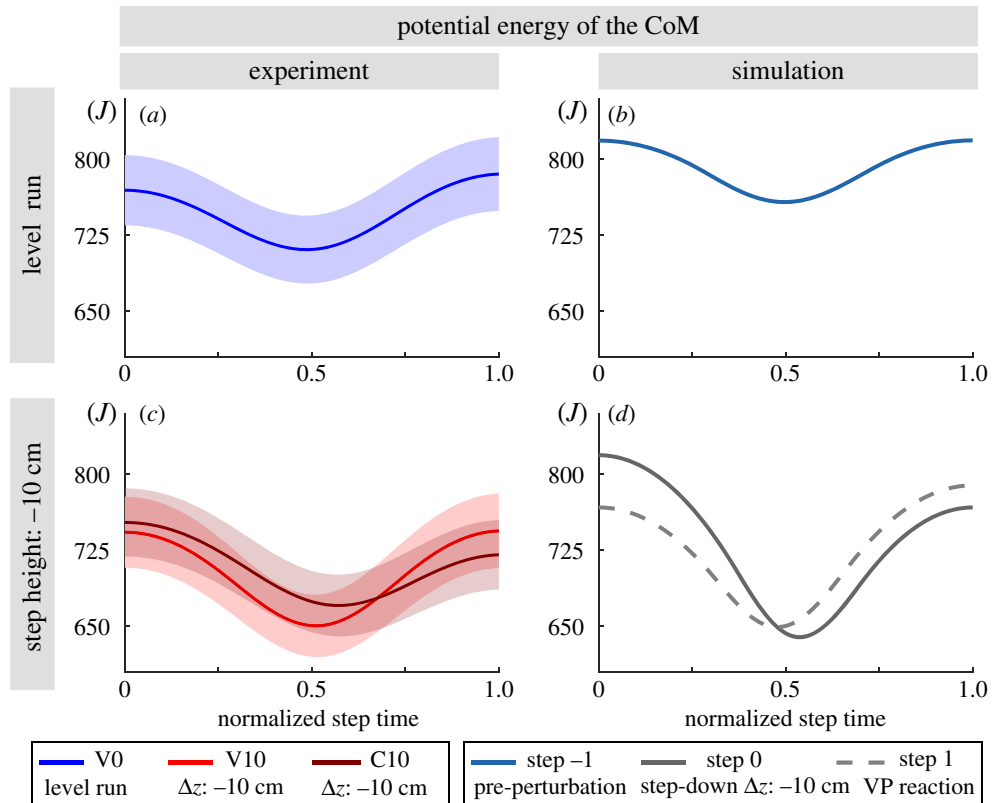 potential energy of the CoM
experiment
simulation
level run
(J)
(a)
800
725
650
0
0.5
1.0
(J)
(b)
800
725
650
0
0.5
1.0
step height: –10 cm
(J)
(c)
800
725
650
0
0.5
1.0
normalized step time
(J)
(d)
800
725
650
0
0.5
1.0
normalized step time
V0
level run
V10
Δz: –10 cm
C10
Δz: –10 cm
step –1
pre-perturbation
step 0
step-down Δz: –10 cm
step 1
VP reaction